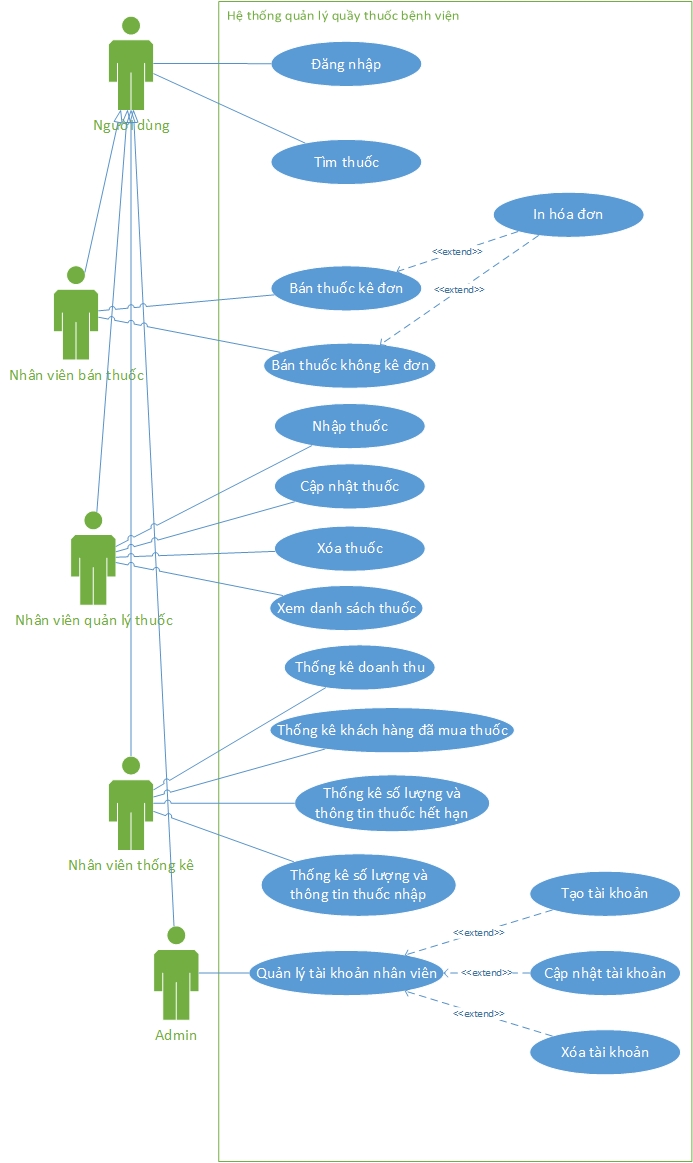 Hệ thống quản lý quầy thuốc bệnh viện
Đăng nhập
Người dùng
Tìm thuốc
In hóa đơn
<<extend>>
Bán thuốc kê đơn
<<extend>>
Bán thuốc không kê đơn
Nhân viên bán thuốc
Nhập thuốc
Cập nhật thuốc
Xóa thuốc
Xem danh sách thuốc
Nhân viên quản lý thuốc
Thống kê doanh thu
Thống kê khách hàng đã mua thuốc
Thống kê số lượng và
thông tin thuốc hết hạn
Nhân viên thống kê
Thống kê số lượng và
thông tin thuốc nhập
Tạo tài khoản
<<extend>>
Quản lý tài khoản nhân viên
<<extend>>
Cập nhật tài khoản
<<extend>>
Admin
Xóa tài khoản